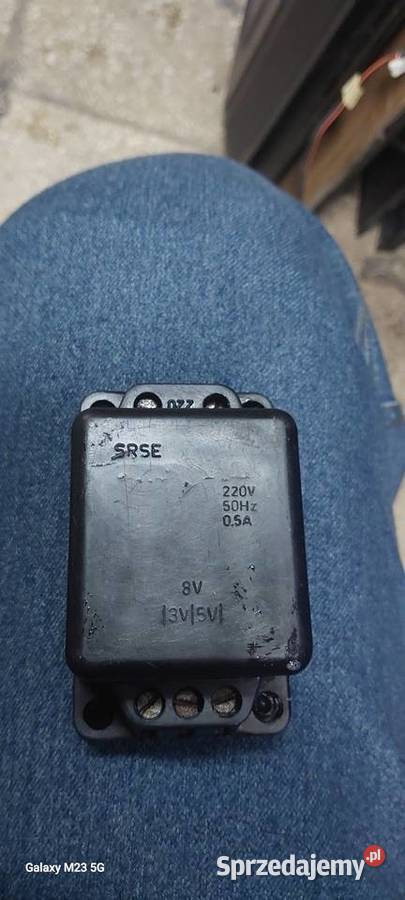 220
SRSE
220V
50Hz
0.5A
8V
|3V|5V|
Galaxy M23 5G
Sprzedajemy.pl